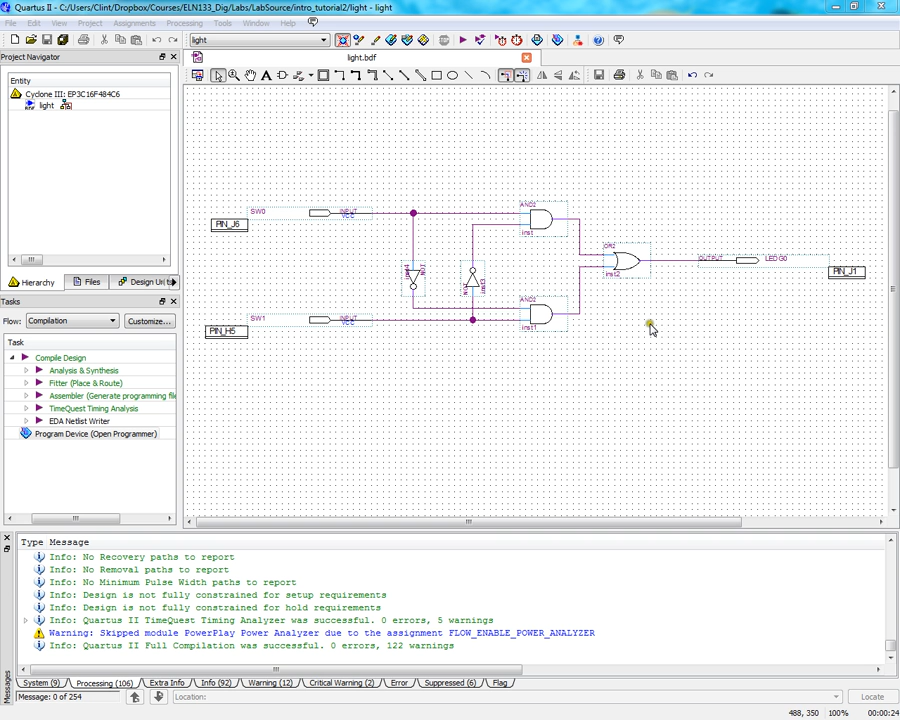 Quartus II - C:/Users/Clint/Dropbox/Courses/ELN133_Dig/Labs/LabSource/intro_tutorial2/light - light
File Edit View Project Assignments Processing Tools Window Help
light
Project Navigator
light.bdf
Entity
Cyclone III: EP3C16F484C6
light
Hierarchy Files Design Units
Tasks
Flow: Compilation Customize...
Task
Compile Design
Analysis & Synthesis
Fitter (Place & Route)
Assembler (Generate programming file
TimeQuest Timing Analysis
EDA Netlist Writer
Program Device (Open Programmer)
SW0 INPUT
VCC
PIN_J6
AND2
inst
OR2
inst2
NOT
NOT
inst3
OUTPUT LEDG0
PIN_J1
SW1 INPUT
VCC
PIN_H5
AND2
inst1
Type Message
Info: No Recovery paths to report
Info: No Removal paths to report
Info: No Minimum Pulse Width paths to report
Info: Design is not fully constrained for setup requirements
Info: Design is not fully constrained for hold requirements
Info: Quartus II TimeQuest Timing Analyzer was successful. 0 errors, 5 warnings
Warning: Skipped module PowerPlay Power Analyzer due to the assignment FLOW_ENABLE_POWER_ANALYZER
Info: Quartus II Full Compilation was successful. 0 errors, 122 warnings
System (9) Processing (106) Extra Info Info (92) Warning (12) Critical Warning (2) Error Suppressed (6) Flag
Messages
Message: 0 of 254 Location: Locate
488, 350 100% 00:00:24